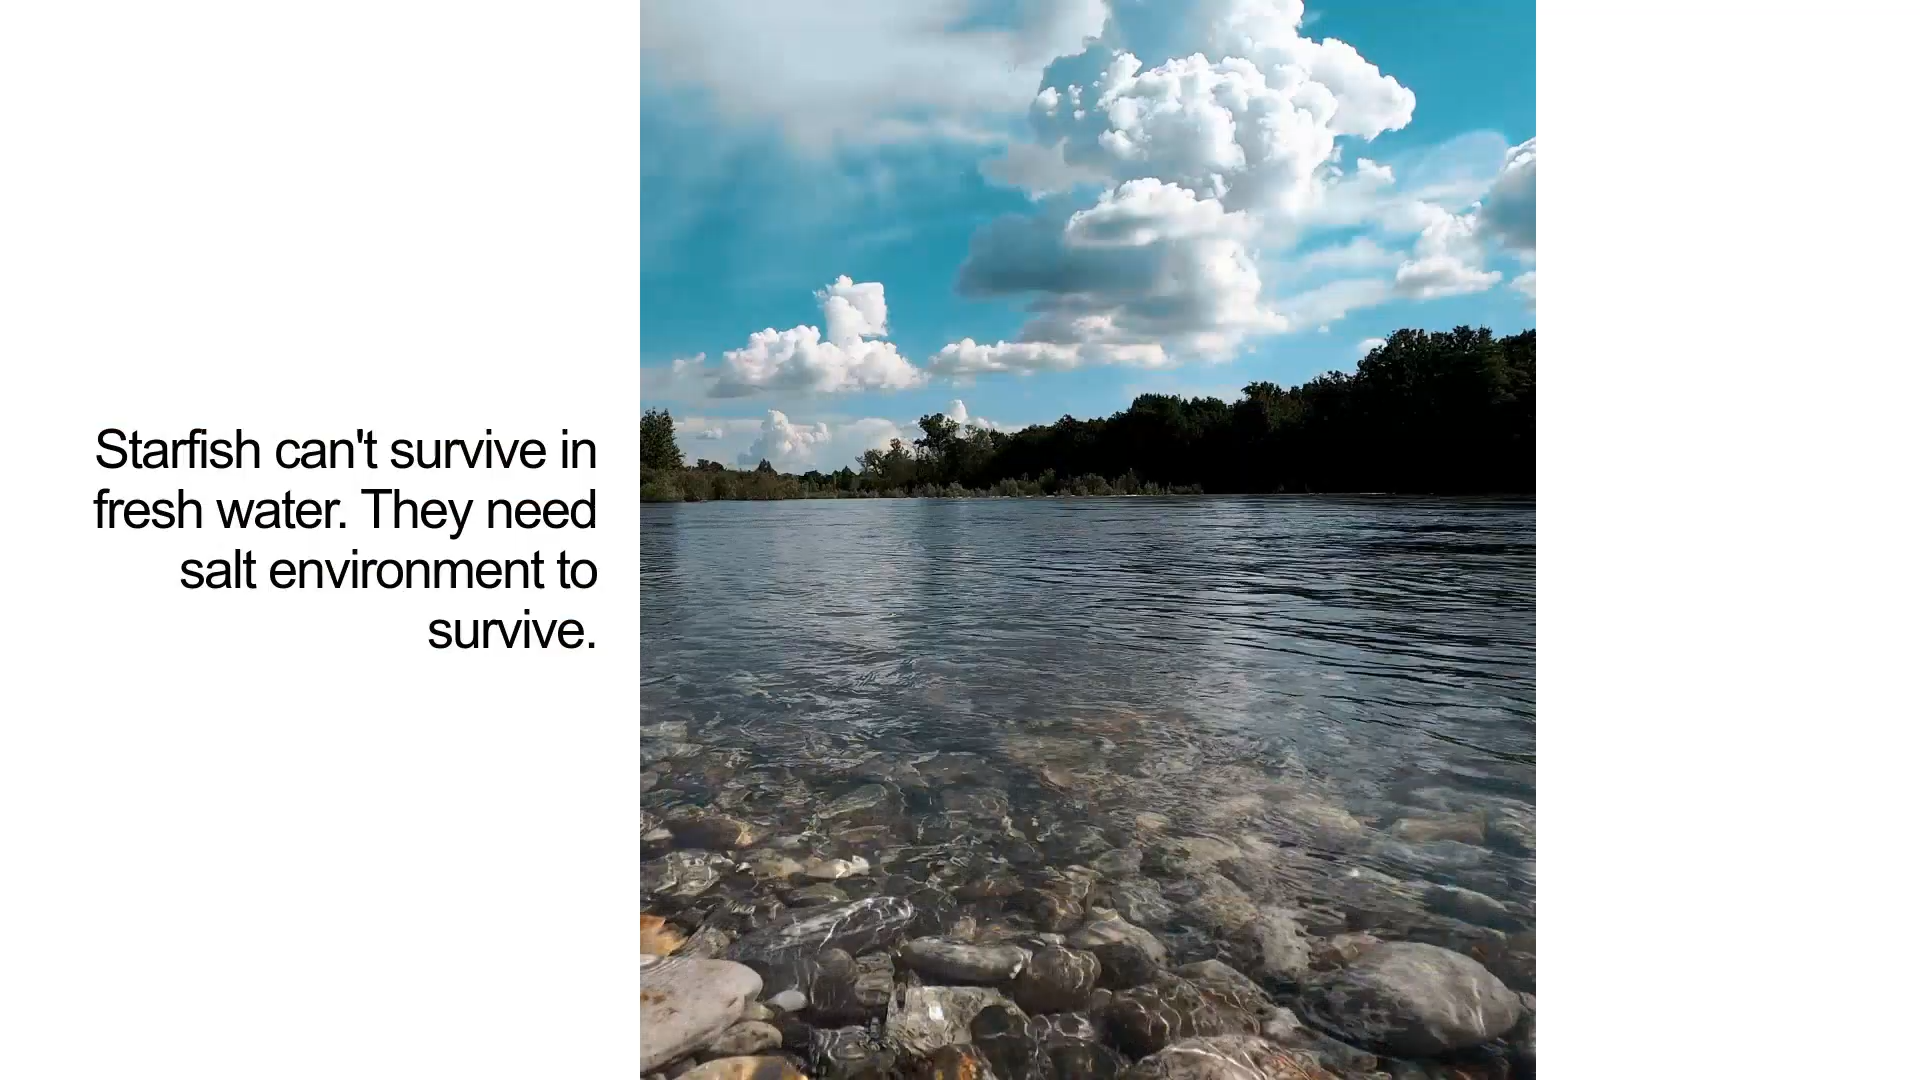 Starfish can't survive in
fresh water. They need
salt environment to
survive.